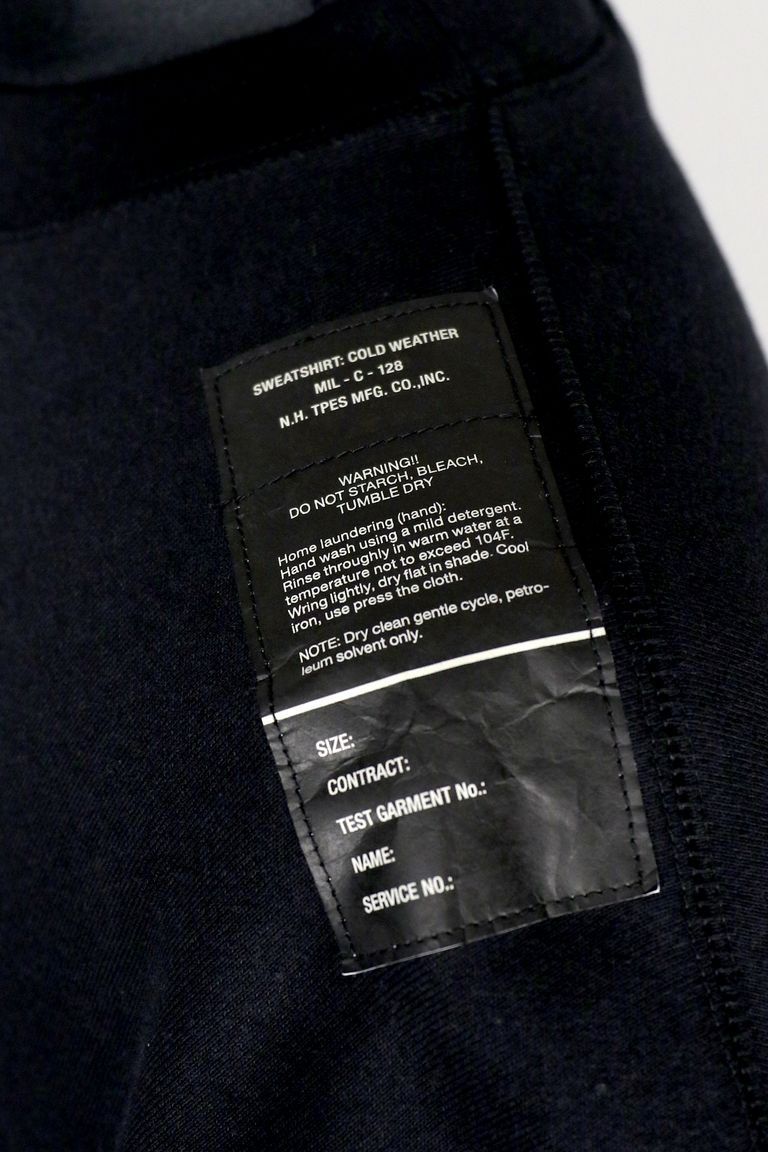 SWEATSHIRT: COLD WEATHER
MIL - C - 128
N.H. TPES MFG. CO.,INC.
WARNING!!
DO NOT STARCH, BLEACH,
TUMBLE DRY
Home laundering (hand):
Hand wash using a mild detergent.
Rinse throughly in warm water at a
temperature not to exceed 104F.
Wring lightly, dry flat in shade. Cool
iron, use press the cloth.
NOTE: Dry clean gentle cycle, petro-
leum solvent only.
SIZE:
CONTRACT:
TEST GARMENT No.:
NAME:
SERVICE NO.: